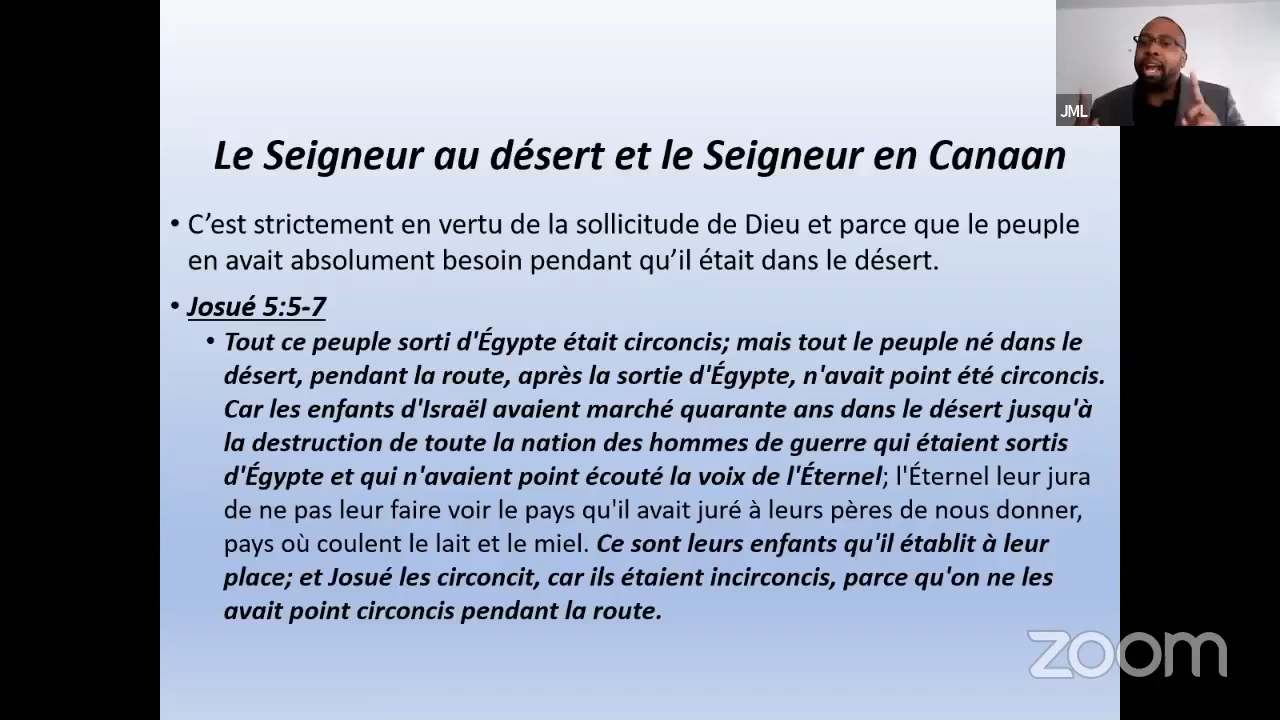 JML
Le Seigneur au désert et le Seigneur en Canaan
• C’est strictement en vertu de la sollicitude de Dieu et parce que le peuple
en avait absolument besoin pendant qu’il était dans le désert.
• Josué 5:5-7
• Tout ce peuple sorti d'Égypte était circoncis; mais tout le peuple né dans le
désert, pendant la route, après la sortie d'Égypte, n'avait point été circoncis.
Car les enfants d'Israël avaient marché quarante ans dans le désert jusqu'à
la destruction de toute la nation des hommes de guerre qui étaient sortis
d'Égypte et qui n'avaient point écouté la voix de l'Éternel; l'Éternel leur jura
de ne pas leur faire voir le pays qu'il avait juré à leurs pères de nous donner,
pays où coulent le lait et le miel. Ce sont leurs enfants qu'il établit à leur
place; et Josué les circoncit, car ils étaient incirconcis, parce qu'on ne les
avait point circoncis pendant la route.
zoom